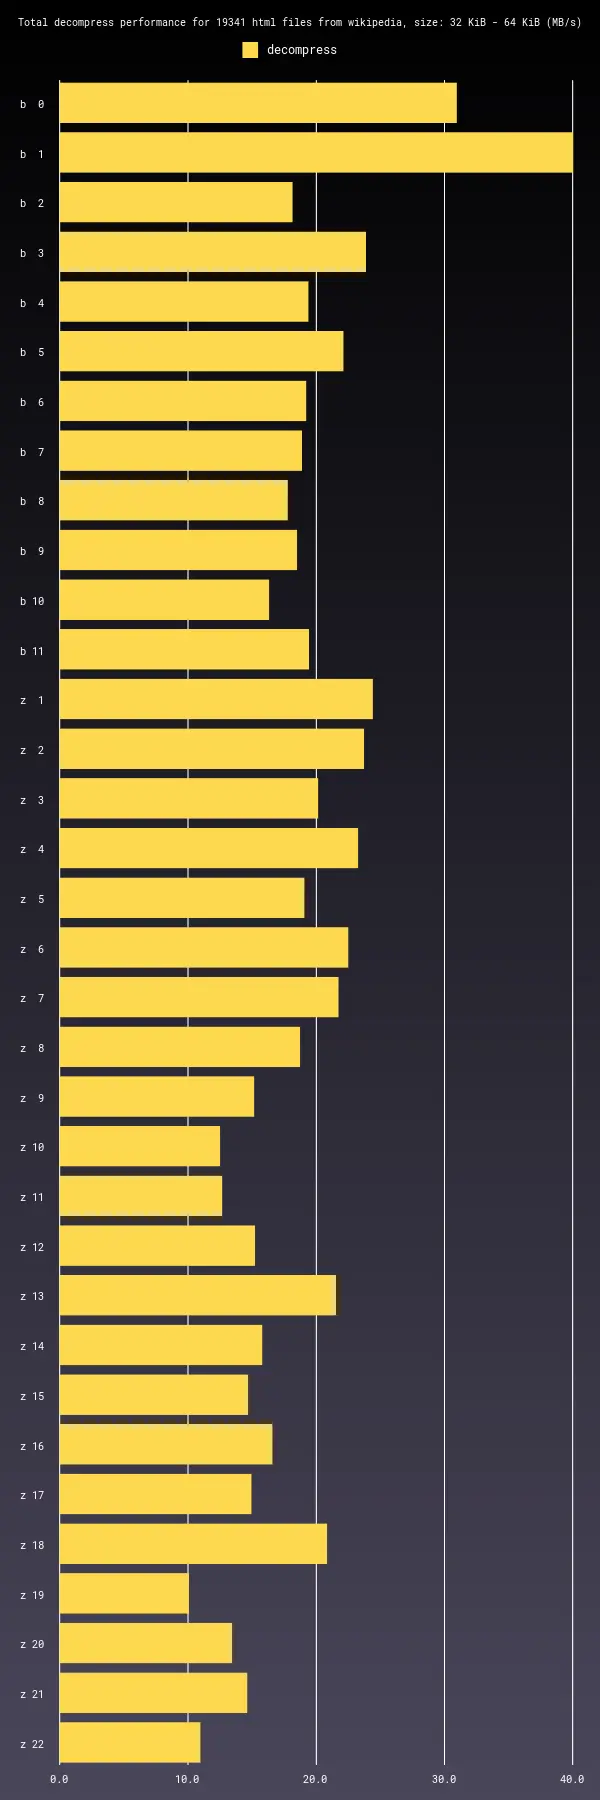 Total decompress performance for 19341 html files from wikipedia, size: 32 KiB - 64 KiB (MB/s)
decompress
b 0
b 1
b 2
b 3
b 4
b 5
b 6
b 7
b 8
b 9
b 10
b 11
z 1
z 2
z 3
z 4
z 5
z 6
z 7
z 8
z 9
z 10
z 11
z 12
z 13
z 14
z 15
z 16
z 17
z 18
z 19
z 20
z 21
z 22
0.0 10.0 20.0 30.0 40.0